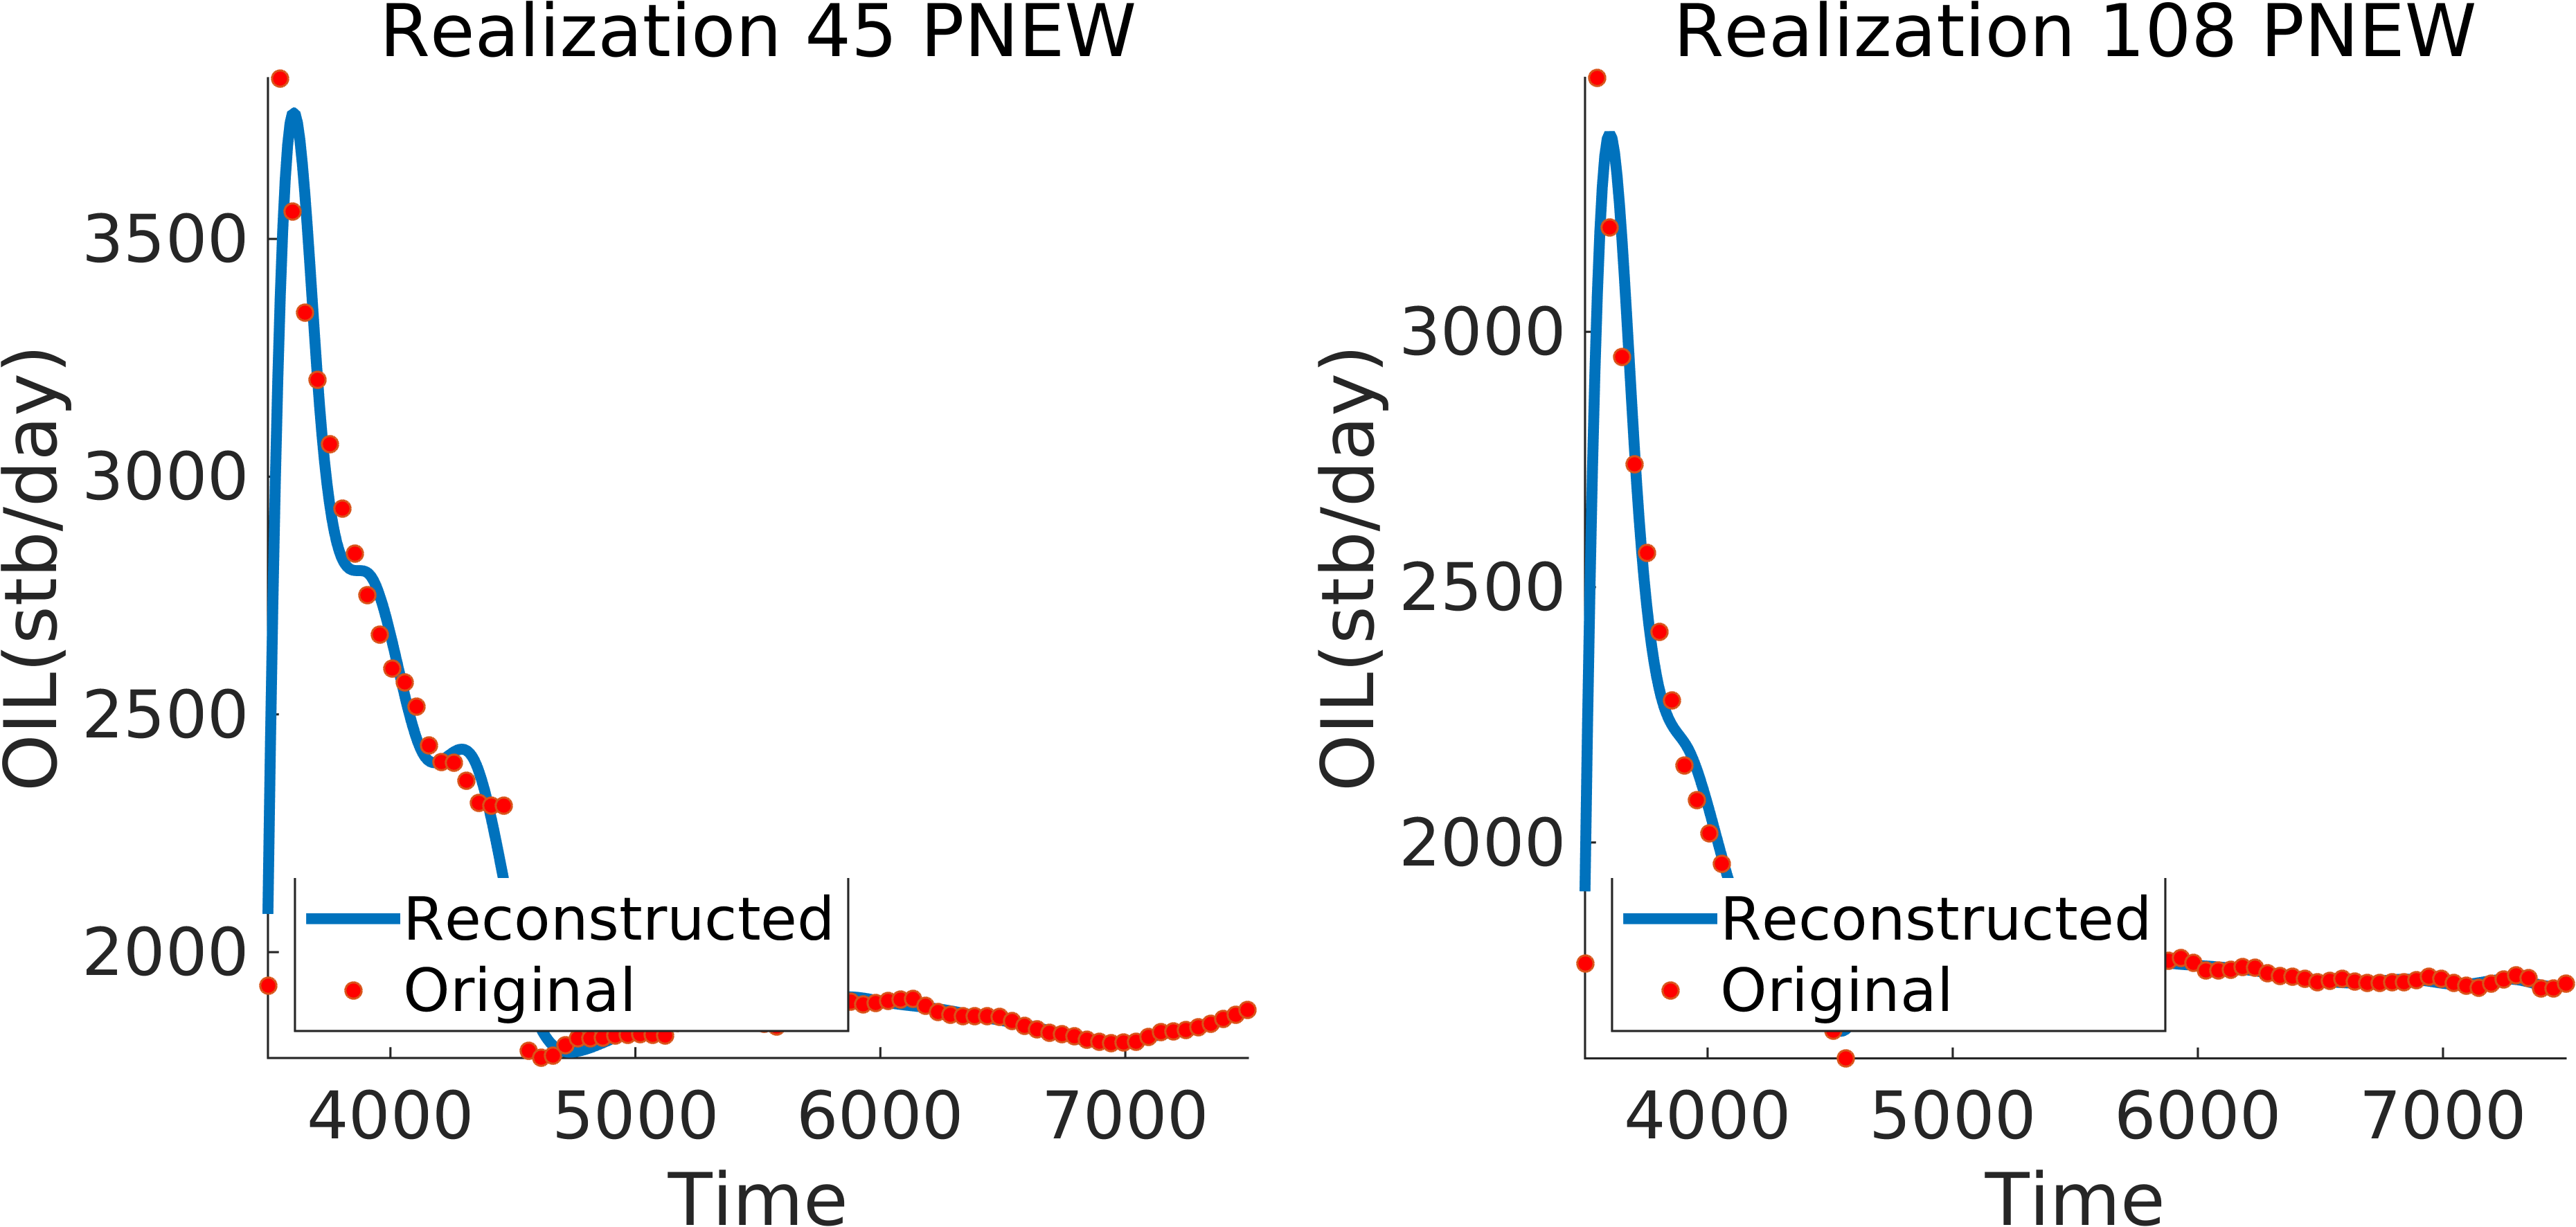 Realization 45 PNEW
OIL(stb/day)
3500
3000
2500
2000
Reconstructed
Original
4000 5000 6000 7000
Time
Realization 108 PNEW
OIL(stb/day)
3000
2500
2000
Reconstructed
Original
4000 5000 6000 7000
Time